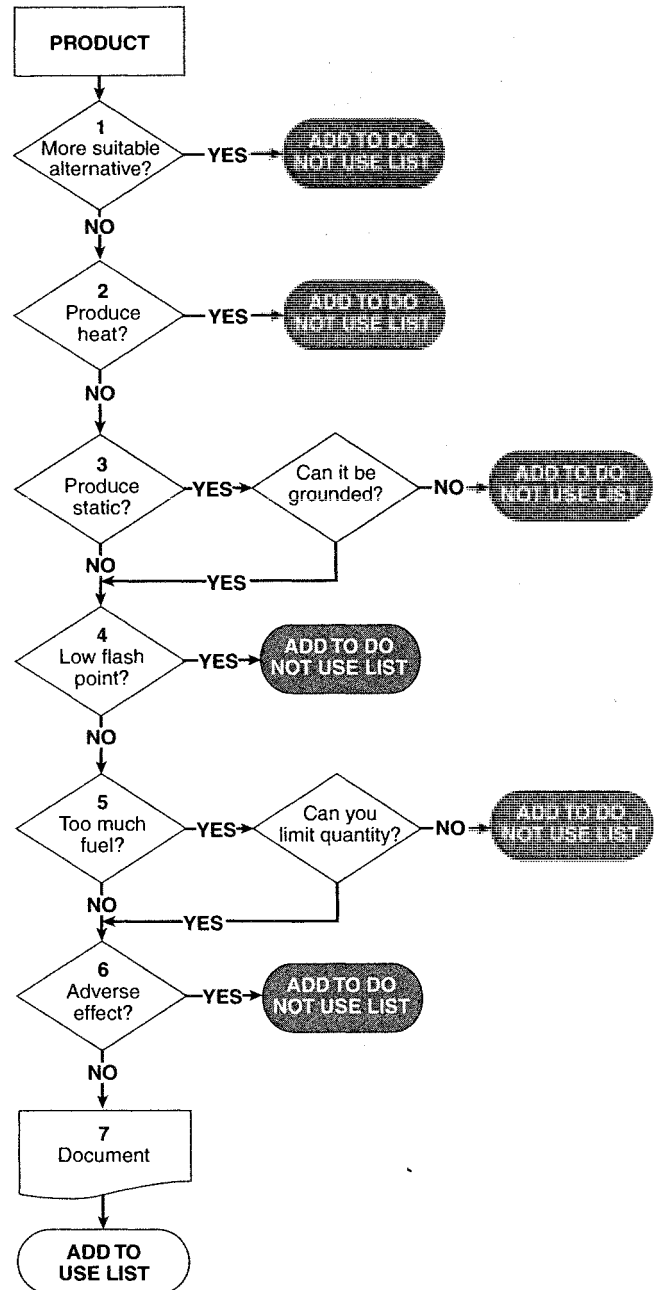 PRODUCT
1
More suitable
alternative?
YES
ADD TO DO
NOT USE LIST
NO
2
Produce
heat?
YES
ADD TO DO
NOT USE LIST
NO
3
Produce
static?
YES
Can it be
grounded?
NO
ADD TO DO
NOT USE LIST
NO
YES
4
Low flash
point?
YES
ADD TO DO
NOT USE LIST
NO
5
Too much
fuel?
YES
Can you
limit quantity?
NO
ADD TO DO
NOT USE LIST
NO
YES
6
Adverse
effect?
YES
ADD TO DO
NOT USE LIST
NO
7
Document
ADD TO
USE LIST